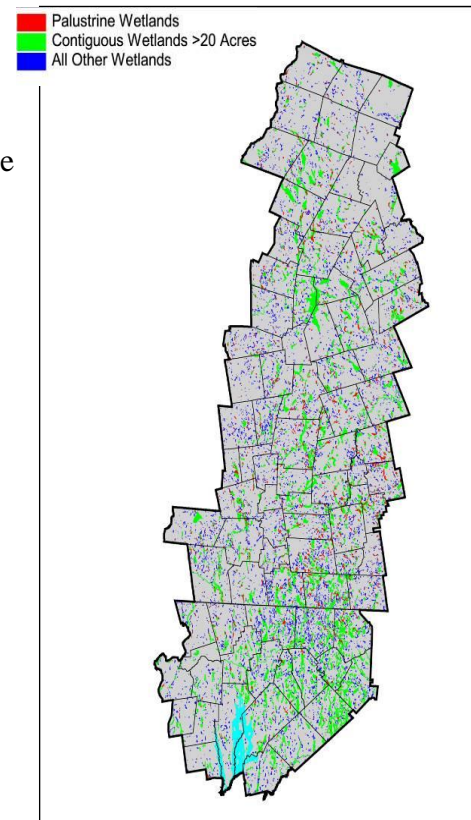 Palustrine Wetlands
Contiguous Wetlands >20 Acres
All Other Wetlands
e